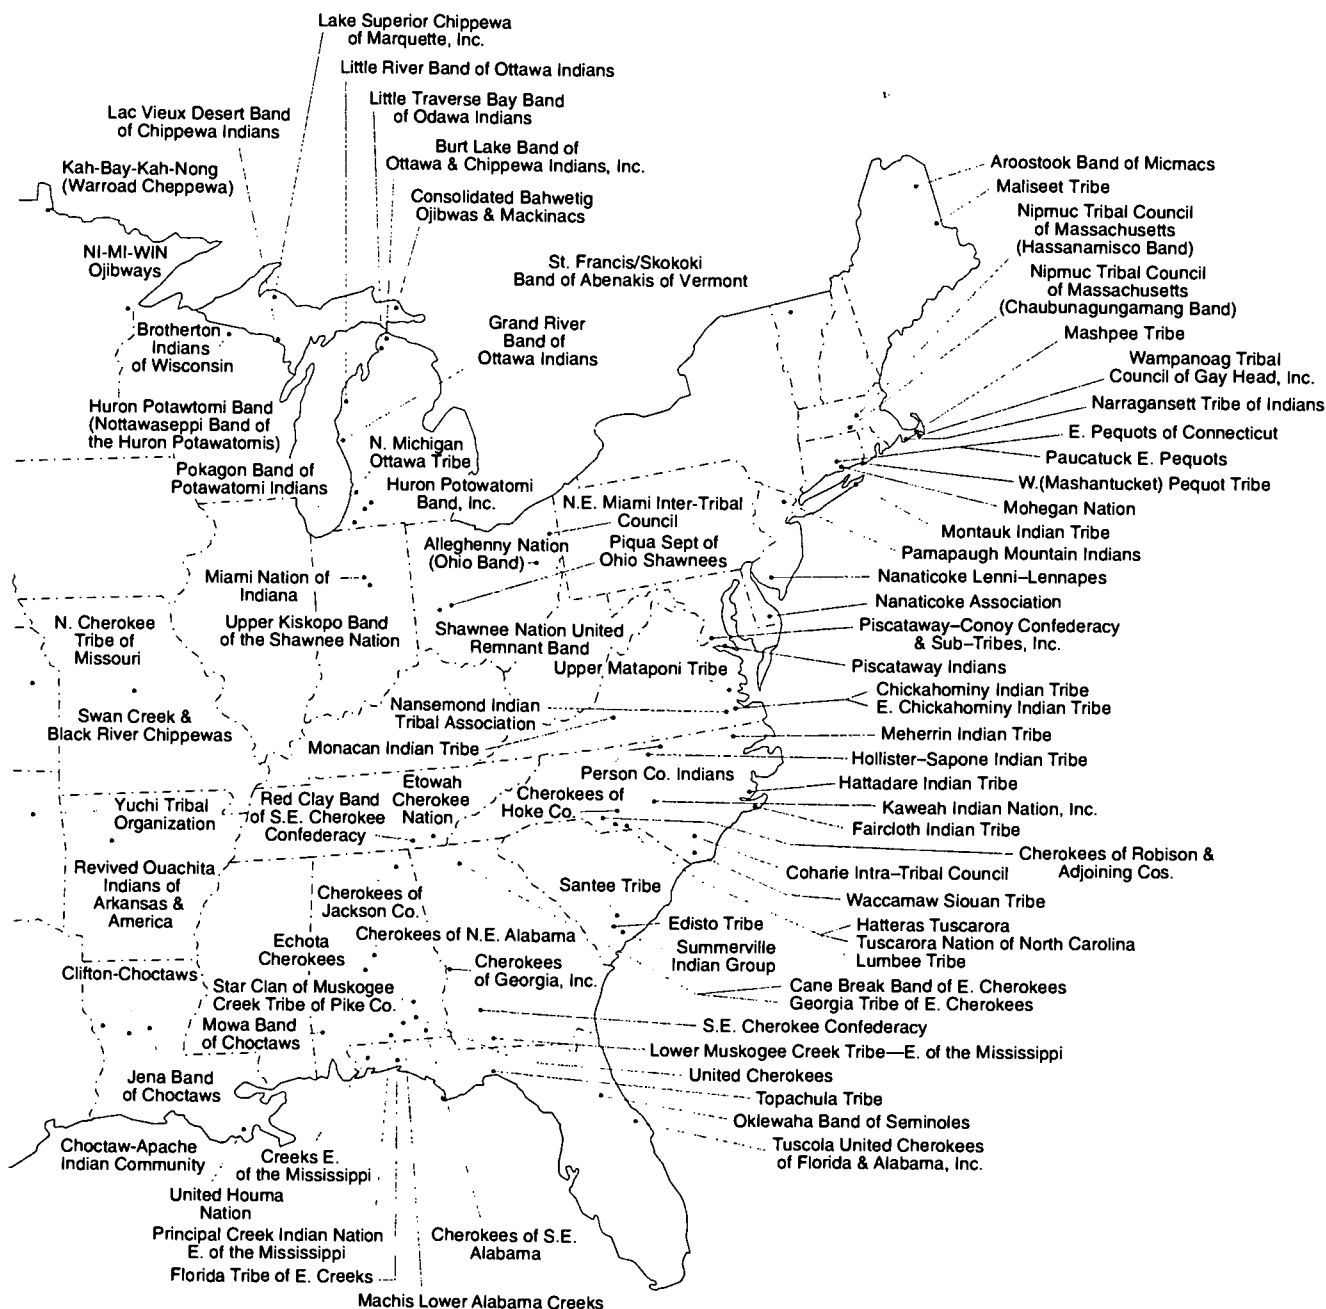 Lake Superior Chippewa
of Marquette, Inc.
Little River Band of Ottawa Indians
Little Traverse Bay Band
of Odawa Indians
Lac Vieux Desert Band
of Chippewa Indians
Burt Lake Band of
Ottawa & Chippewa Indians, Inc.
Kah-Bay-Kah-Nong
(Warroad Cheppewa)
Consolidated Bahwetig
Ojibwas & Mackinacs
Aroostook Band of Micmacs
Maliseet Tribe
Nipmuc Tribal Council
of Massachusetts
(Hassanamisco Band)
NI-MI-WIN
Ojibways
St. Francis/Skokoki
Band of Abenakis of Vermont
Nipmuc Tribal Council
of Massachusetts
(Chaubunagungamang Band)
Brotherton
Indians
of Wisconsin
Grand River
Band of
Ottawa Indians
Mashpee Tribe
Wampanoag Tribal
Council of Gay Head, Inc.
Huron Potawtomi Band
(Nottawaseppi Band of
the Huron Potawatomis)
Narragansett Tribe of Indians
E. Pequots of Connecticut
N. Michigan
Ottawa Tribe
Paucatuck E. Pequots
Pokagon Band of
Potawatomi Indians
Huron Potowatomi
Band, Inc.
W.(Mashantucket) Pequot Tribe
N.E. Miami Inter-Tribal
Council
Mohegan Nation
Montauk Indian Tribe
Alleghenny Nation
(Ohio Band)
Piqua Sept of
Ohio Shawnees
Pamapaugh Mountain Indians
Miami Nation of
Indiana
Nanaticoke Lenni–Lennapes
Nanaticoke Association
N. Cherokee
Tribe of
Missouri
Upper Kiskopo Band
of the Shawnee Nation
Shawnee Nation United
Remnant Band
Piscataway–Conoy Confederacy
& Sub–Tribes, Inc.
Upper Mataponi Tribe
Piscataway Indians
Chickahominy Indian Tribe
E. Chickahominy Indian Tribe
Swan Creek &
Black River Chippewas
Nansemond Indian
Tribal Association
Monacan Indian Tribe
Meherrin Indian Tribe
Hollister–Sapone Indian Tribe
Person Co. Indians
Hattadare Indian Tribe
Yuchi Tribal
Organization
Red Clay Band
of S.E. Cherokee
Confederacy
Etowah
Cherokee
Nation
Cherokees of
Hoke Co.
Kaweah Indian Nation, Inc.
Faircloth Indian Tribe
Cherokees of Robison &
Adjoining Cos.
Revived Ouachita
Indians of
Arkansas &
America
Coharie Intra–Tribal Council
Cherokees of
Jackson Co.
Santee Tribe
Waccamaw Siouan Tribe
Hatteras Tuscarora
Tuscarora Nation of North Carolina
Lumbee Tribe
Echota
Cherokees
Cherokees of N.E. Alabama
Edisto Tribe
Summerville
Indian Group
Clifton-Choctaws
Cherokees
of Georgia, Inc.
Star Clan of Muskogee
Creek Tribe of Pike Co.
Cane Break Band of E. Cherokees
Georgia Tribe of E. Cherokees
Mowa Band
of Choctaws
S.E. Cherokee Confederacy
Lower Muskogee Creek Tribe—E. of the Mississippi
United Cherokees
Jena Band
of Choctaws
Topachula Tribe
Oklewaha Band of Seminoles
Choctaw-Apache
Indian Community
Creeks E.
of the Mississippi
Tuscola United Cherokees
of Florida & Alabama, Inc.
United Houma
Nation
Principal Creek Indian Nation
E. of the Mississippi
Cherokees of S.E.
Alabama
Florida Tribe of E. Creeks
Machis Lower Alabama Creeks